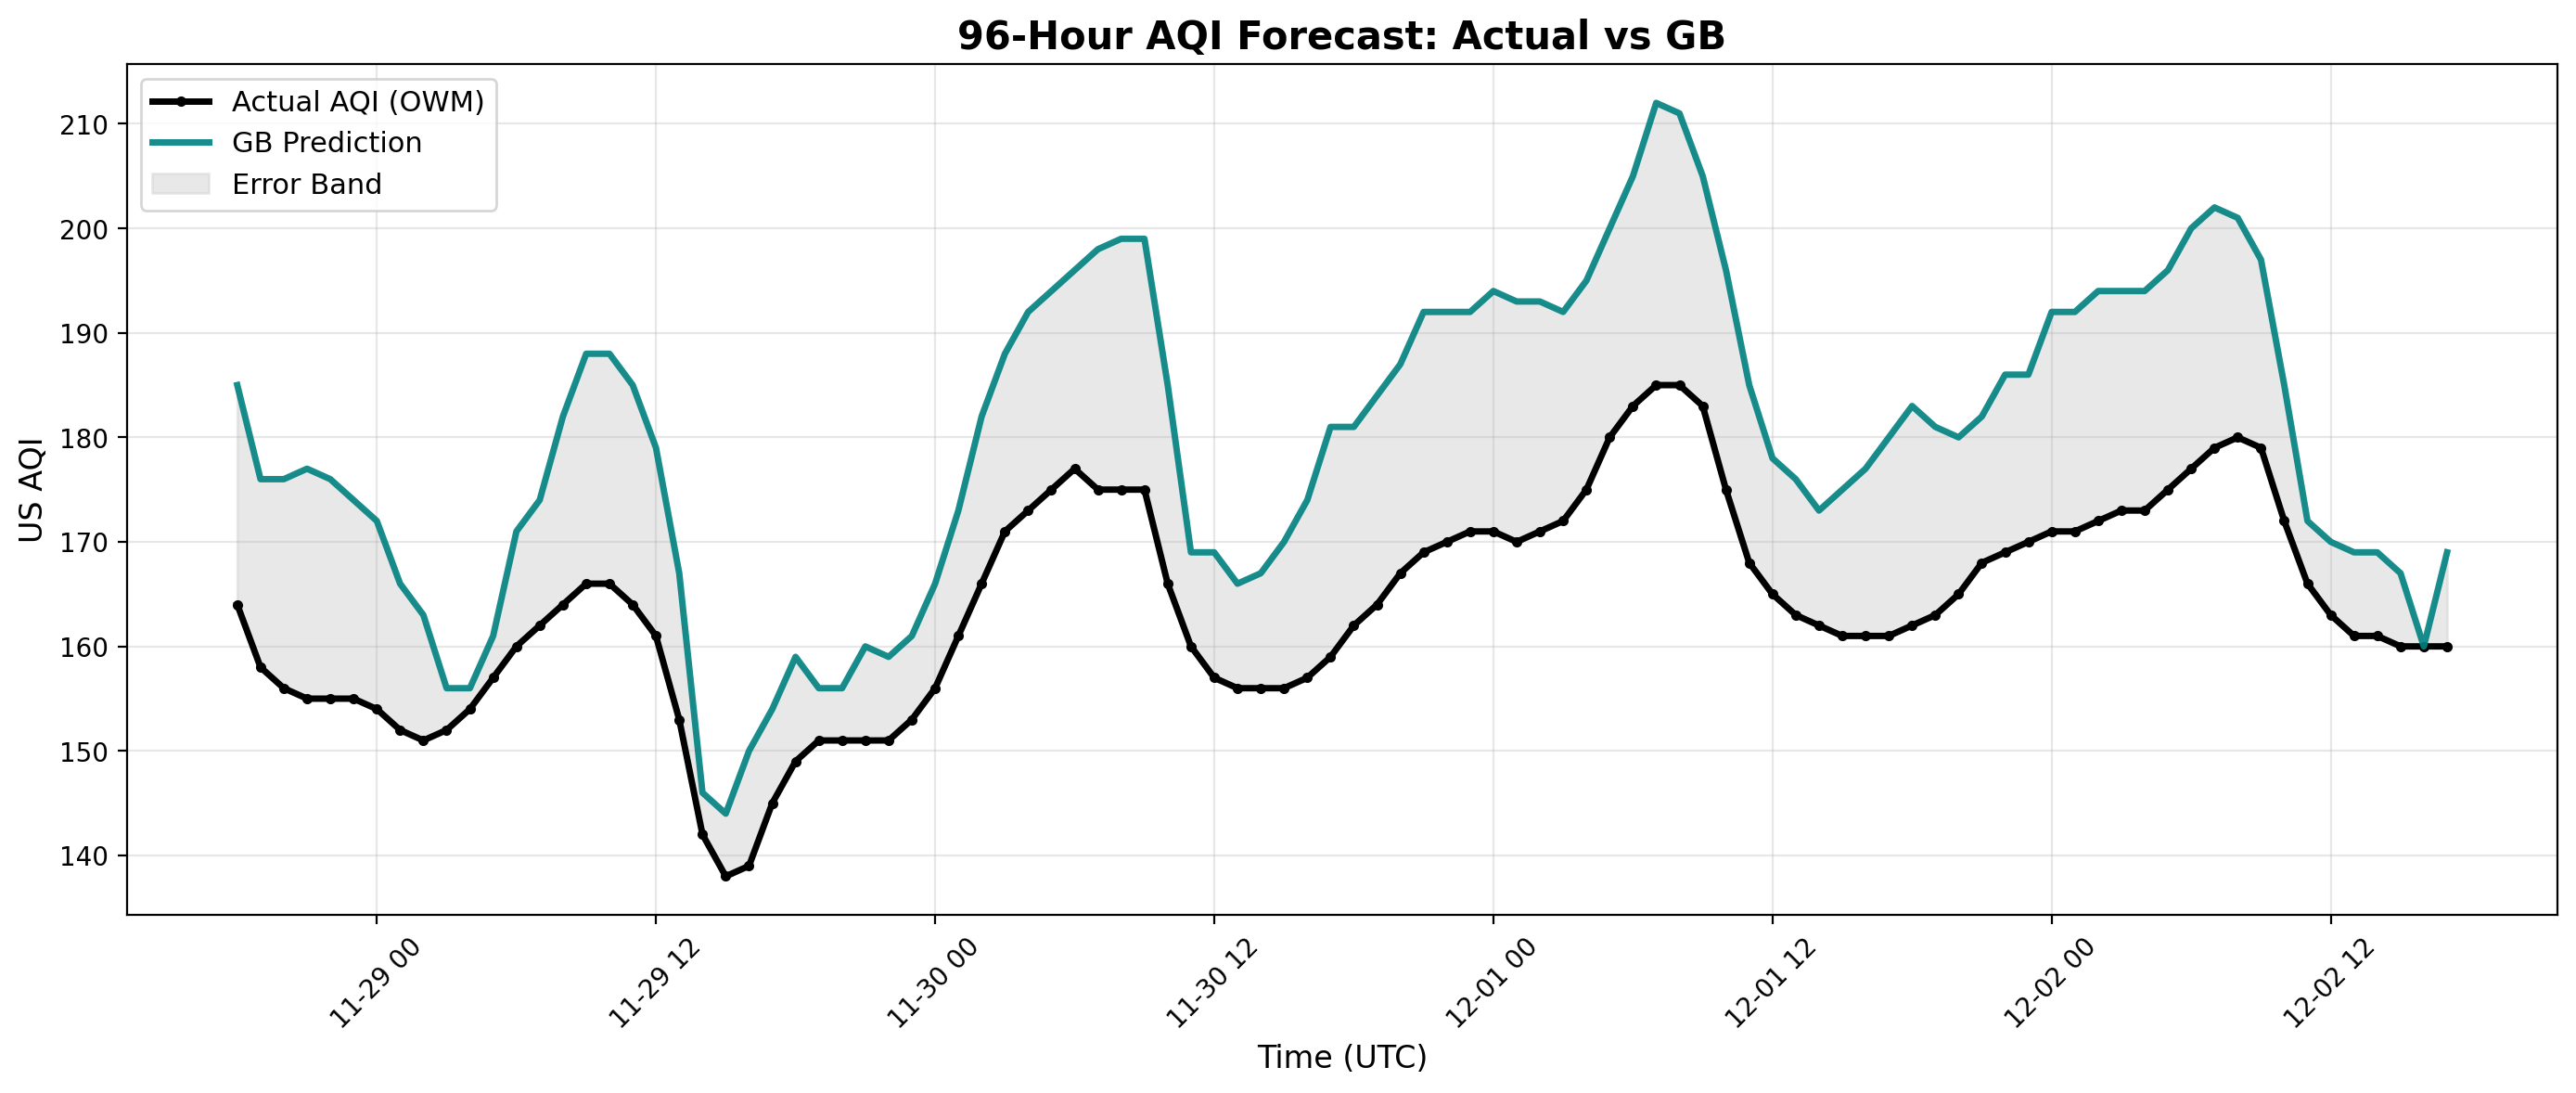 96-Hour AQI Forecast: Actual vs GB
Actual AQI (OWM)
GB Prediction
Error Band
US AQI
210
200
190
180
170
160
150
140
11-29 00
11-29 12
11-30 00
11-30 12
12-01 00
12-01 12
12-02 00
12-02 12
Time (UTC)